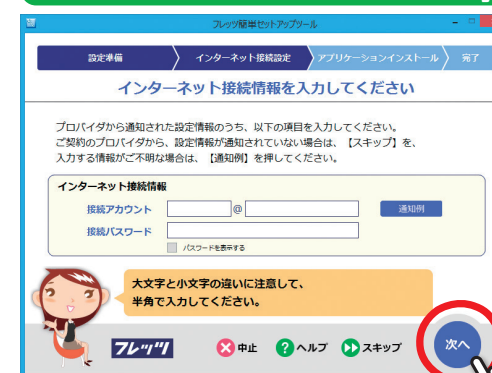 フレッツ簡単セットアップツール
設定準備 インターネット接続設定 アプリケーションインストール 完了
インターネット接続情報を入力してください
プロバイダから通知された設定情報のうち、以下の項目を入力してください。
ご契約のプロバイダから、設定情報が通知されていない場合は、【スキップ】を、
入力する情報がご不明な場合は、【通知例】を押してください。
インターネット接続情報
接続アカウント @ 通知例
接続パスワード
パスワードを表示する
大文字と小文字の違いに注意して、
半角で入力してください。
フレッツ 中止 ?ヘルプ スキップ 次へ